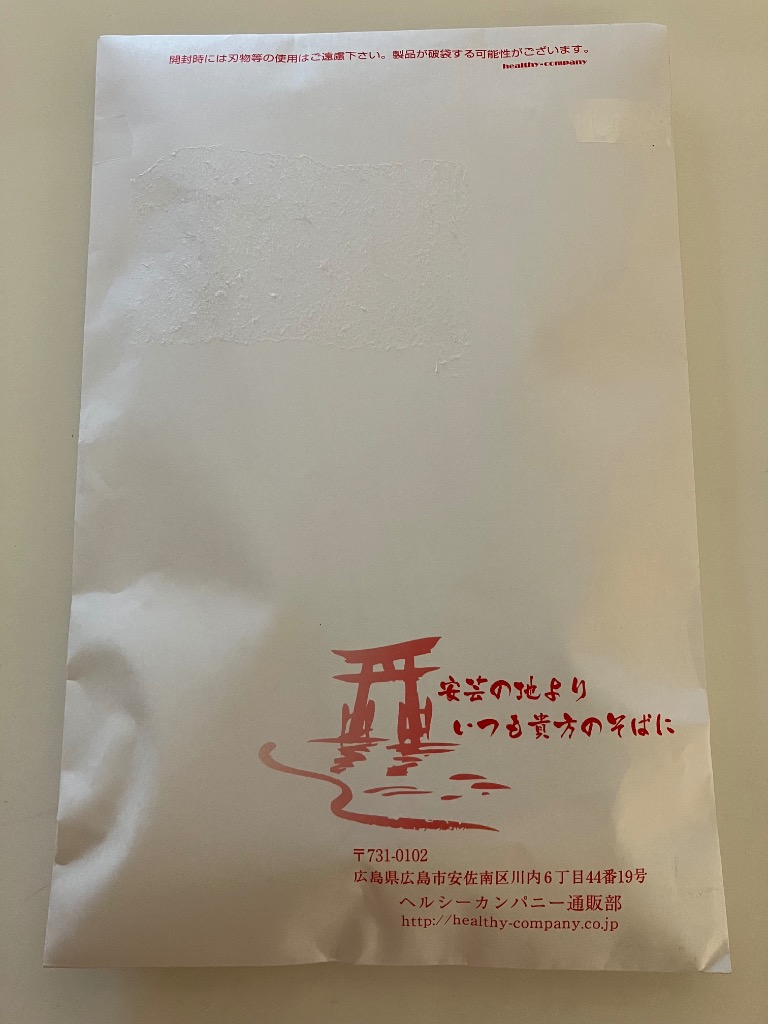 開封時には刃物等の使用はご遠慮下さい。製品が破袋する可能性がございます。
healthy-company
安芸の地より
いつも貴方のそばに
〒731-0102
広島県広島市安佐南区川内6丁目44番19号
ヘルシーカンパニー通販部
http://healthy-company.co.jp